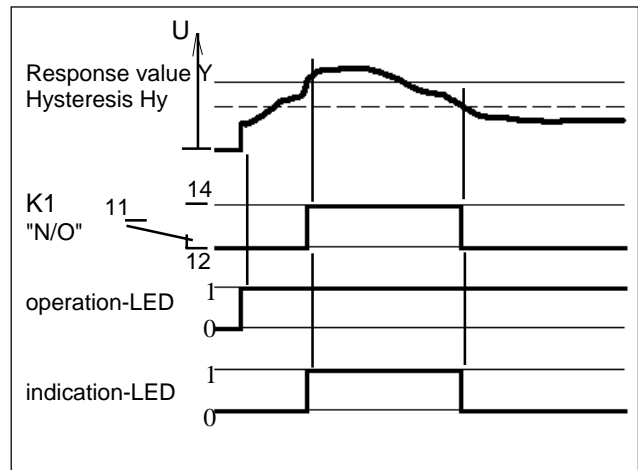 U
Response value Y
Hysteresis Hy
14
K1
11
"N/O"
12
1
operation-LED
0
1
indication-LED
0